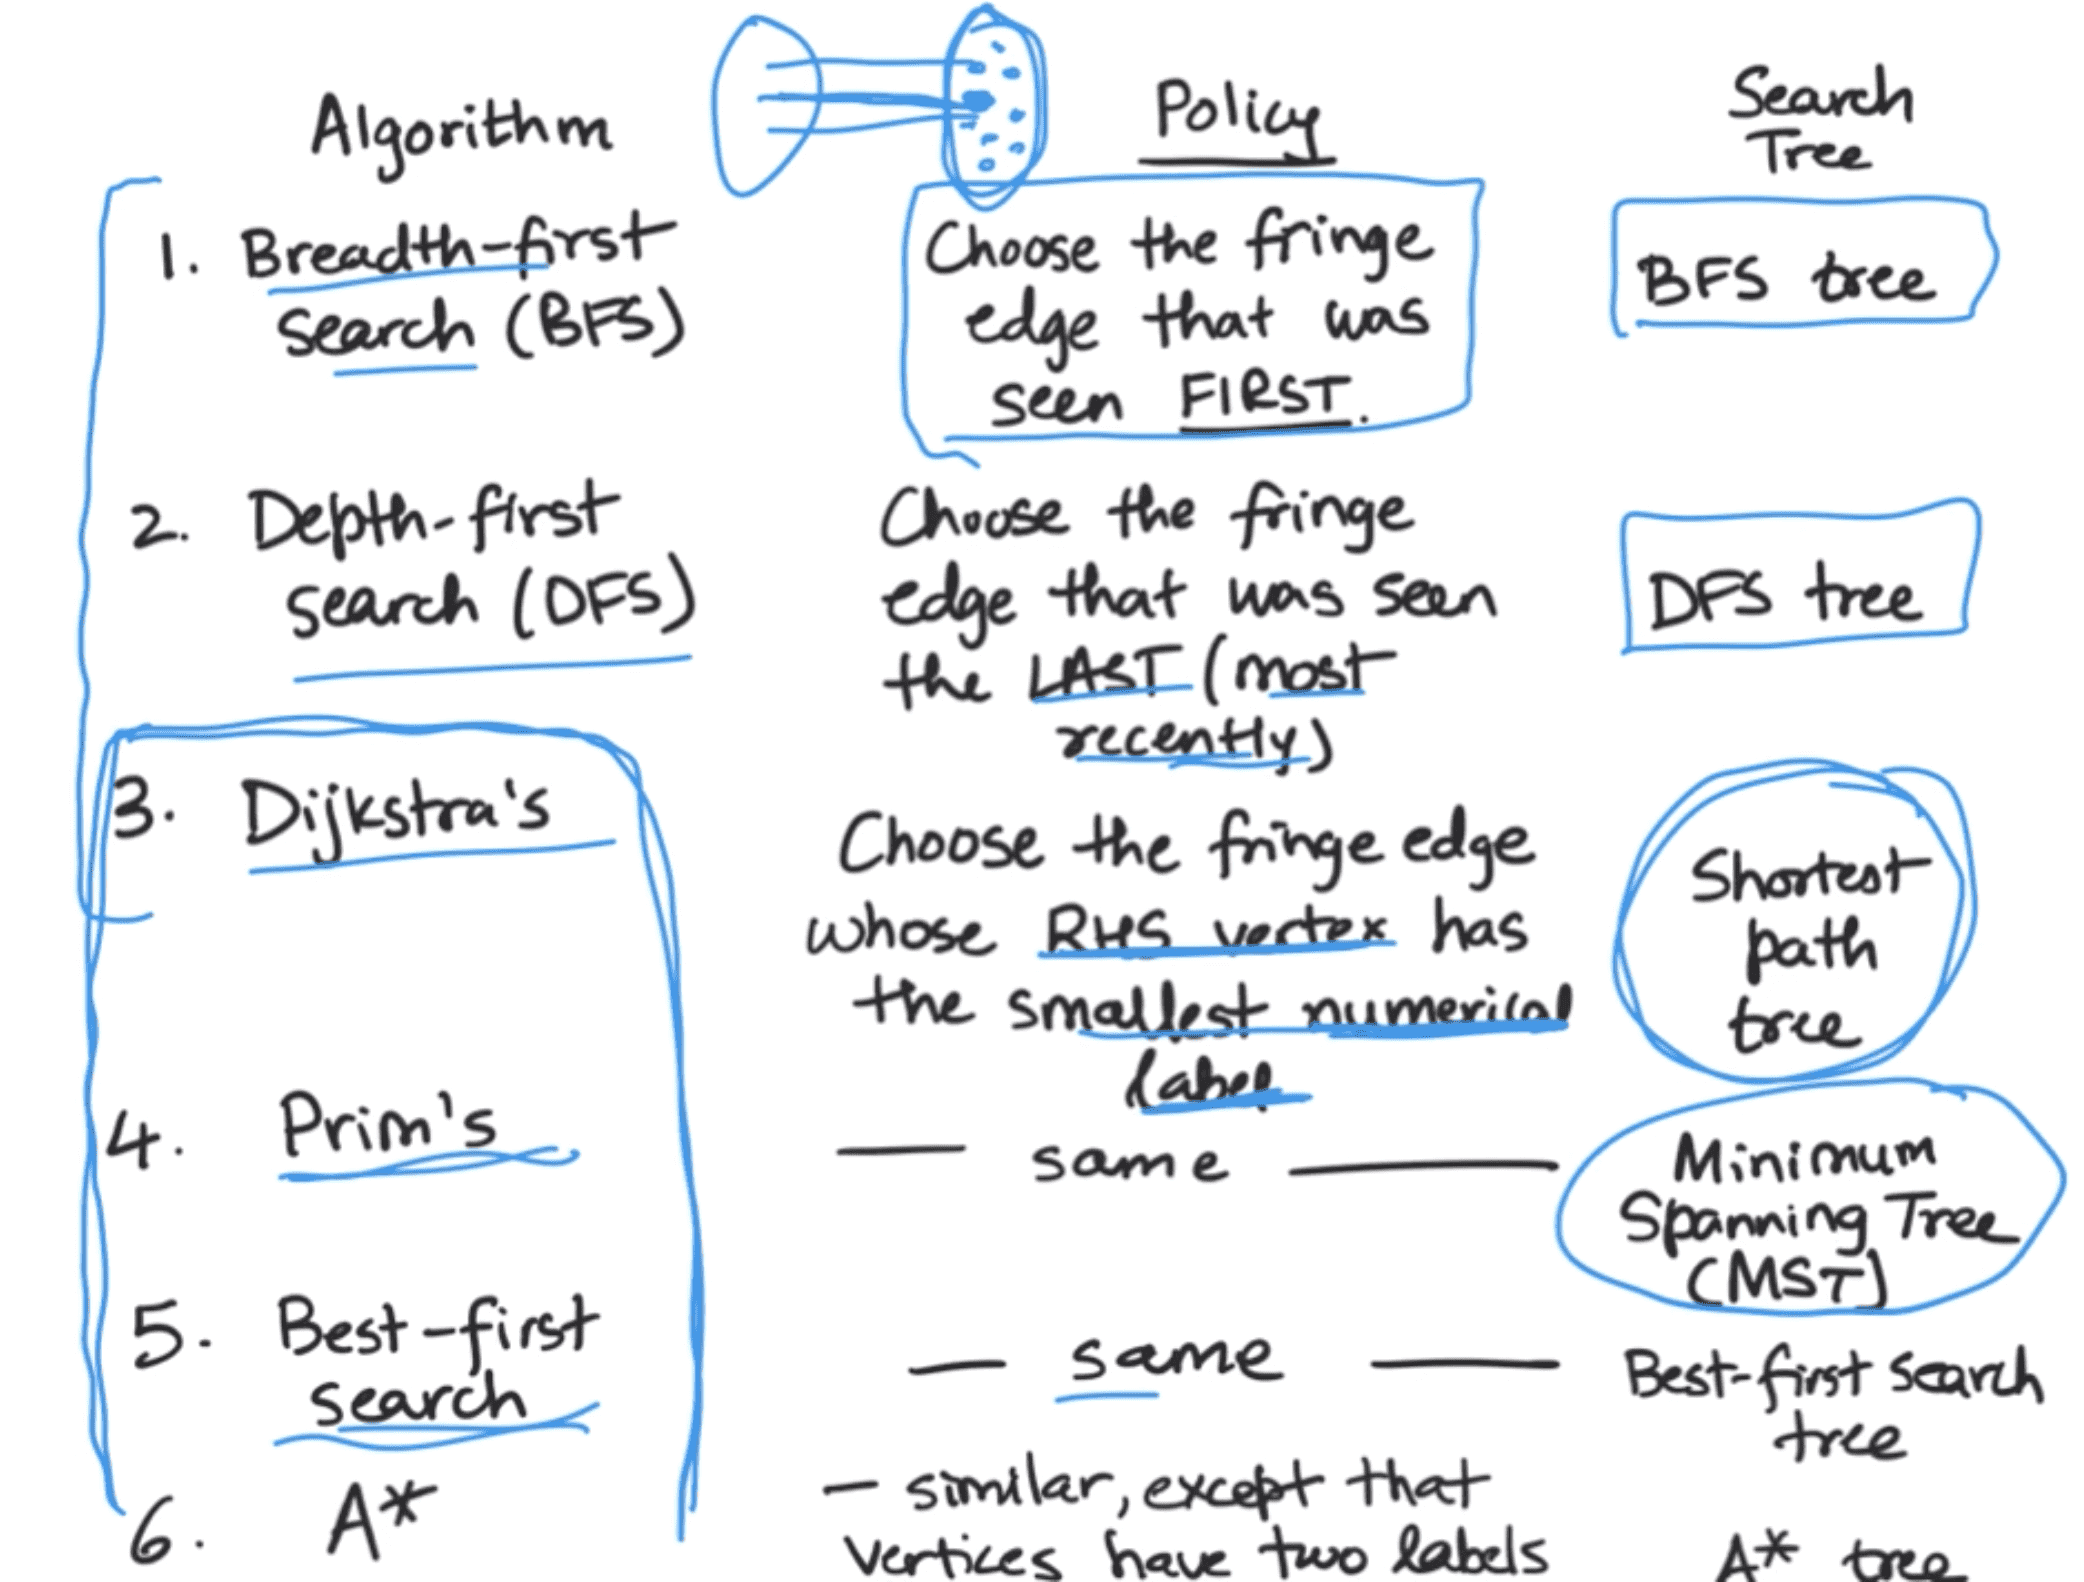 Algorithm
Policy
Search
Tree
1. Breadth-first
search (BFS)
Choose the fringe
edge that was
seen FIRST.
BFS tree
2. Depth-first
search (DFS)
Choose the fringe
edge that was seen
the LAST (most
recently)
DFS tree
3. Dijkstra's
Choose the fringe edge
whose RHS vertex has
the smallest numerical
label
Shortest
path
tree
4. Prim's
— same —
Minimum
Spanning Tree
(MST)
5. Best-first
search
— same —
Best-first search
tree
6. A*
— similar, except that
vertices have two labels
A* tree